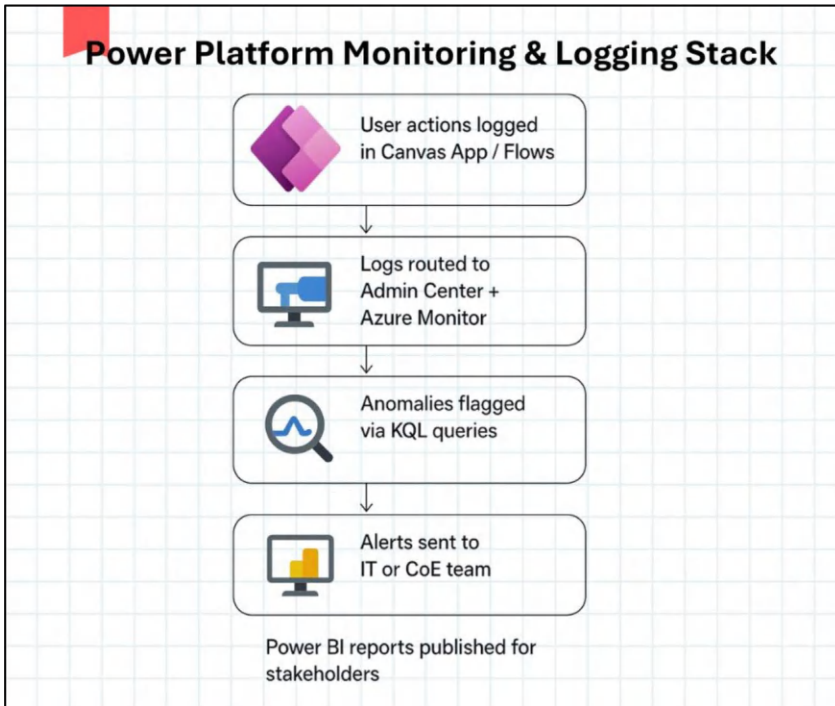 Power Platform Monitoring & Logging Stack
User actions logged
in Canvas App / Flows
Logs routed to
Admin Center +
Azure Monitor
Anomalies flagged
via KQL queries
Alerts sent to
IT or CoE team
Power BI reports published for
stakeholders